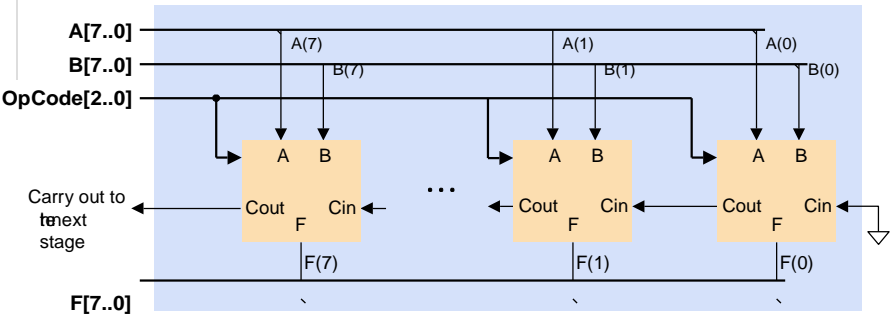 A[7..0]
A(7)
A(1)
A(0)
B[7..0]
B(7)
B(1)
B(0)
OpCode[2..0]
A B
A B
A B
Carry out to
next
stage
Cout Cin
...
Cout Cin
Cout Cin
F
F
F
F(7)
F(1)
F(0)
F[7..0]